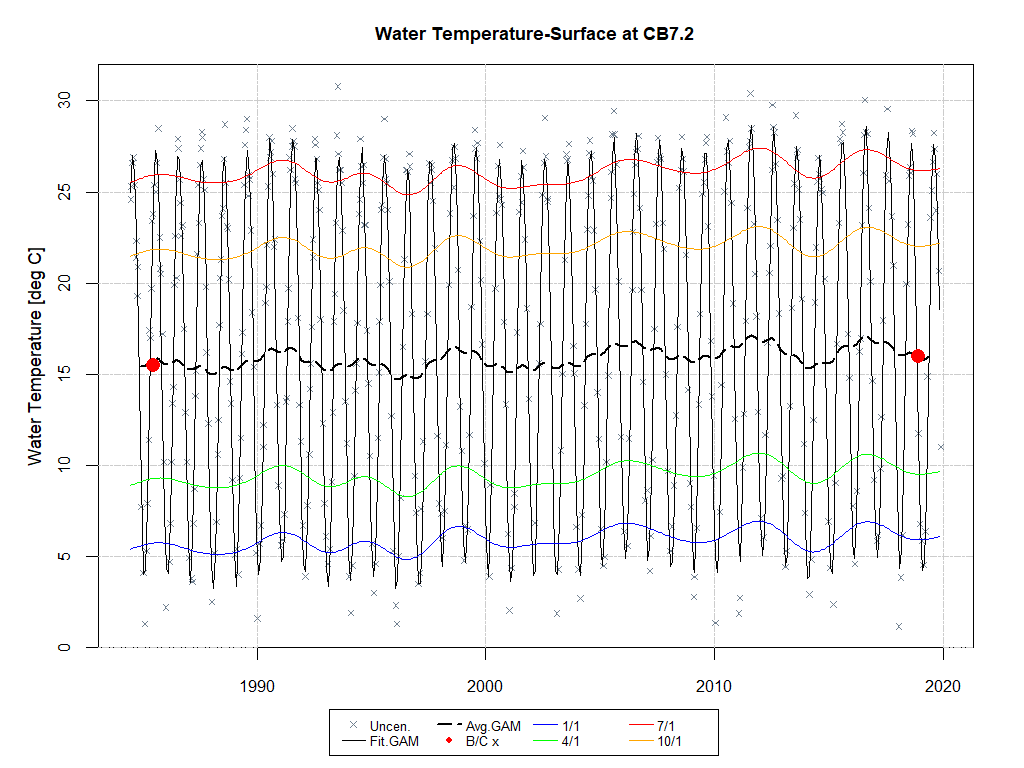 Water Temperature-Surface at CB7.2
Water Temperature [deg C]
30
25
20
15
10
5
0
1990
2000
2010
2020
Uncen.
Avg.GAM
1/1
7/1
Fit.GAM
B/C x
4/1
10/1